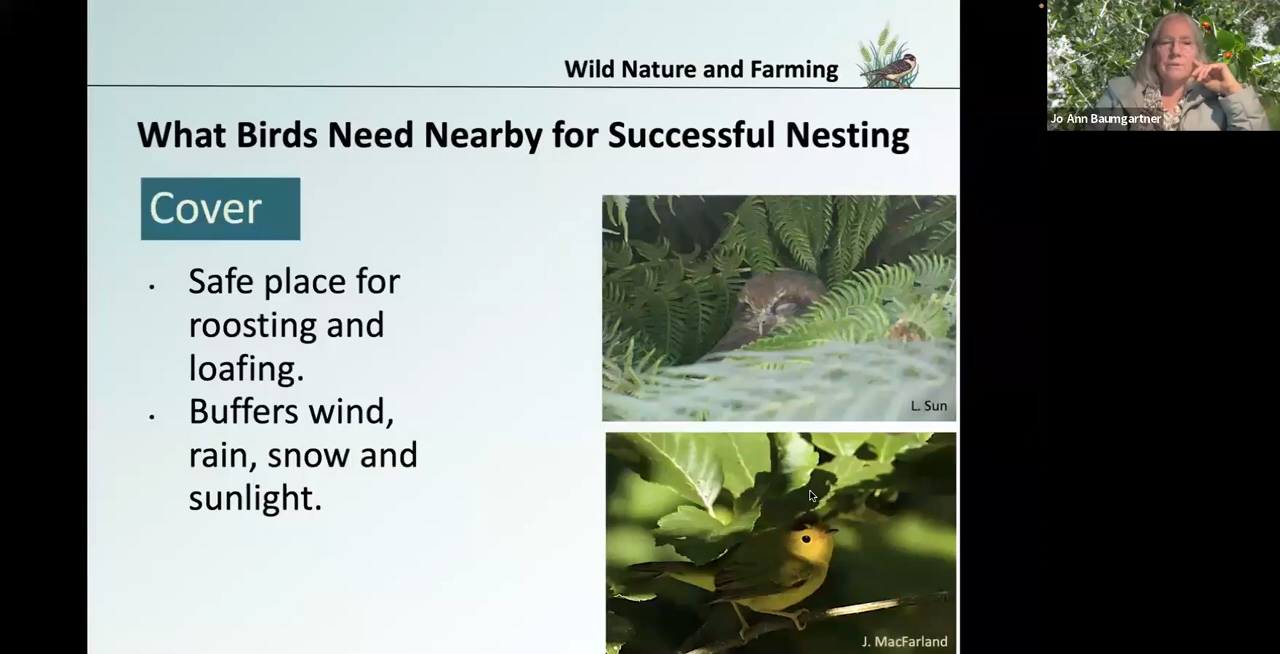 Wild Nature and Farming
What Birds Need Nearby for Successful Nesting
Cover
· Safe place for
roosting and
loafing.
· Buffers wind,
rain, snow and
sunlight.
L. Sun
J. MacFarland
Jo Ann Baumgartner